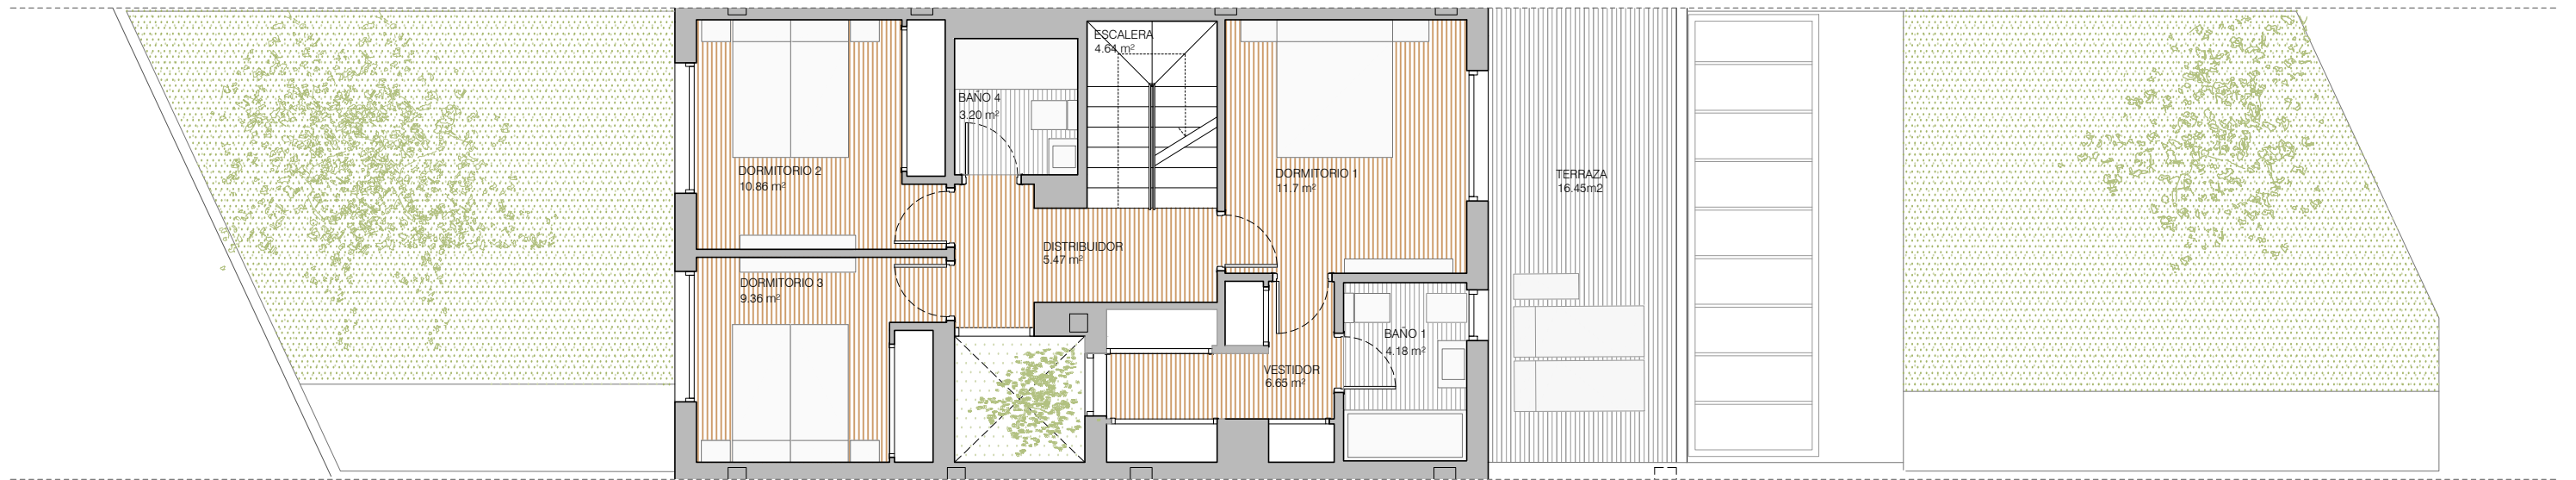 ESCALERA
4.64 m²
BAÑO 4
3.20 m²
DORMITORIO 2
10.86 m²
DORMITORIO 1
11.7 m²
TERRAZA
16.45m2
DISTRIBUIDOR
5.47 m²
DORMITORIO 3
9.36 m²
BAÑO 1
4.18 m²
VESTIDOR
6.65 m²